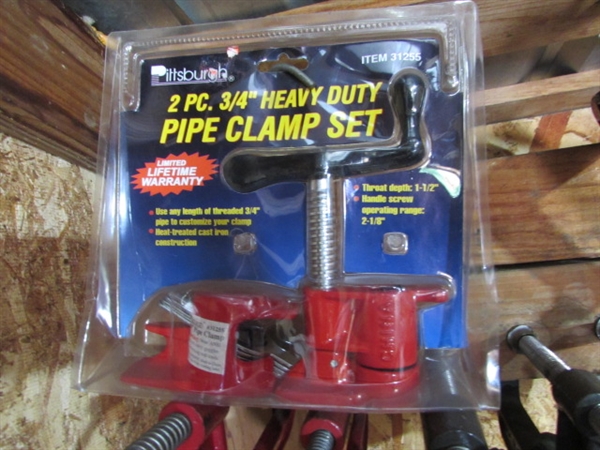 Pittsburgh®
ITEM 31255
2 PC. 3/4" HEAVY DUTY
PIPE CLAMP SET
LIMITED
LIFETIME
WARRANTY
• Use any length of threaded 3/4"
pipe to customize your clamp
• Heat-treated cast iron
construction
• Throat depth: 1-1/2"
• Handle screw
operating range:
2-1/8"
Pipe Clamp